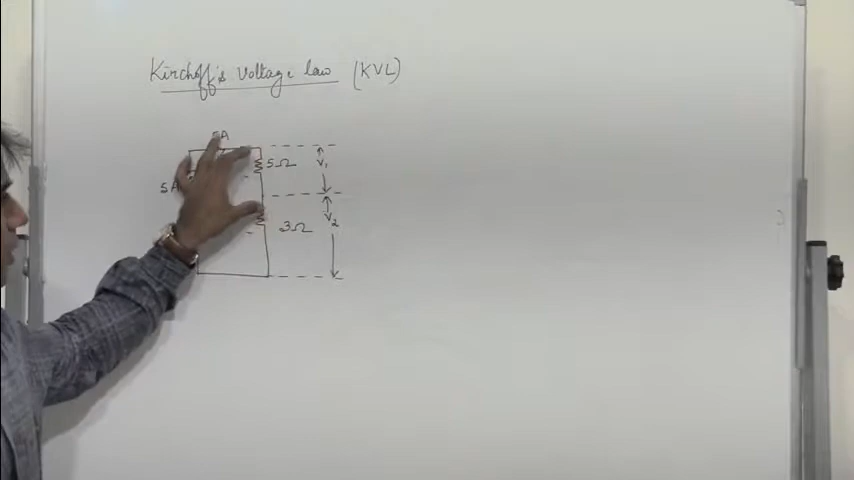 Kirchoff's Voltage law (KVL)
5A
5Ω
V₁
5A
V₂
3Ω